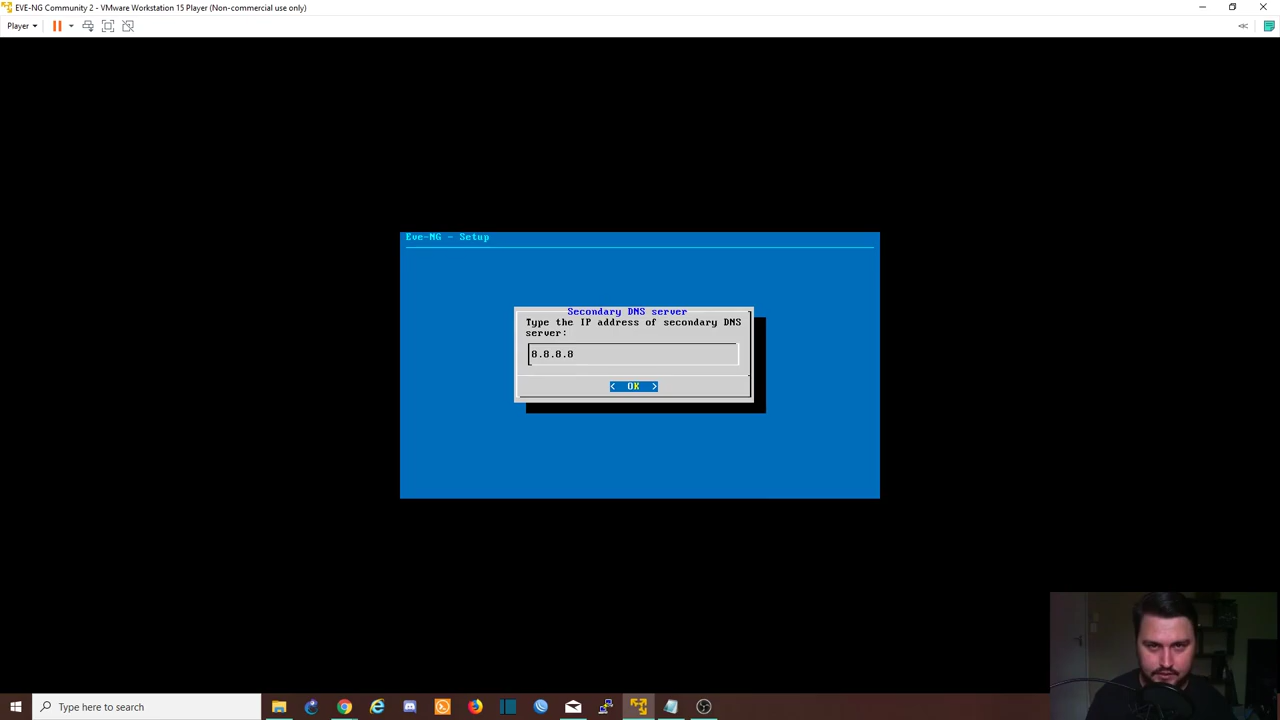 EVE-NG Community 2 - VMware Workstation 15 Player (Non-commercial use only)
Player
Eve-NG - Setup
Secondary DNS server
Type the IP address of secondary DNS
server:
8.8.8.8
< OK >
Type here to search